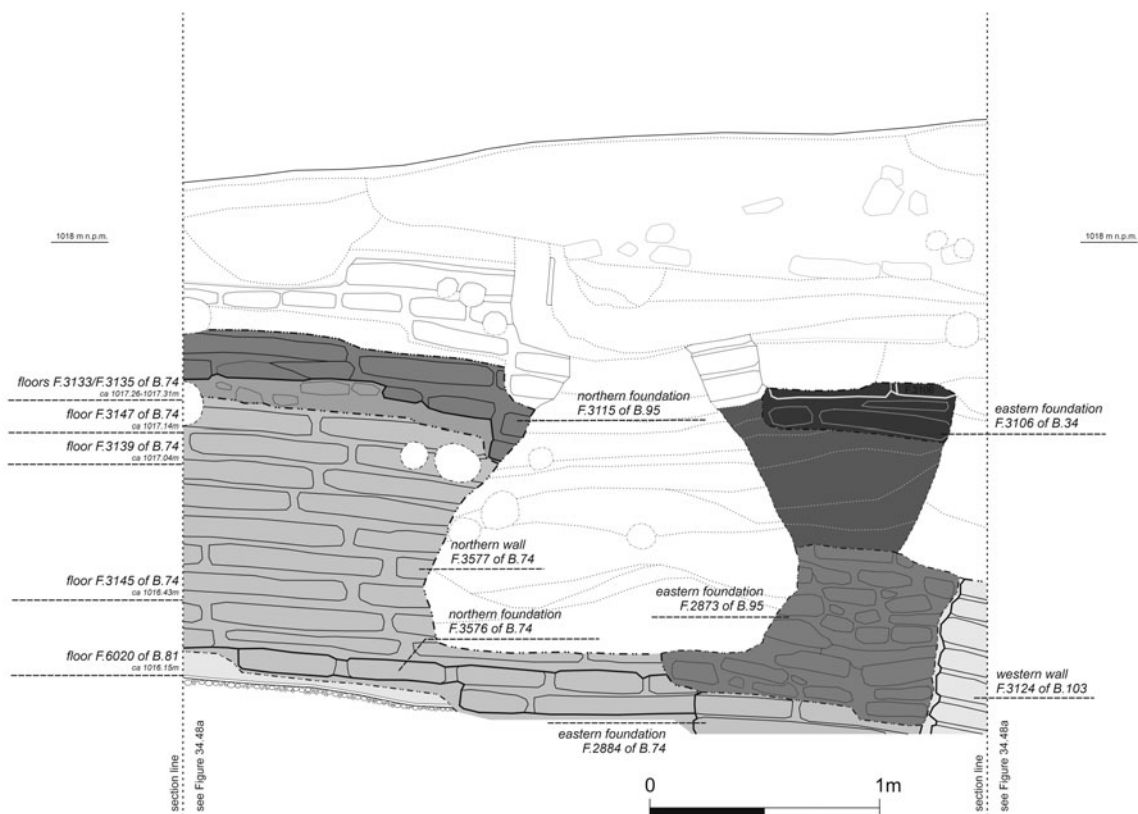 1018 m n.p.m.
1018 m n.p.m.
floors F.3133/F.3135 of B.74
ca 1017.26-1017.31m
floor F.3147 of B.74
ca 1017.14m
floor F.3139 of B.74
ca 1017.04m
northern foundation
F.3115 of B.95
eastern foundation
F.3106 of B.34
northern wall
F.3577 of B.74
floor F.3145 of B.74
ca 1016.43m
northern foundation
F.3576 of B.74
eastern foundation
F.2873 of B.95
floor F.6020 of B.81
ca 1016.15m
western wall
F.3124 of B.103
eastern foundation
F.2884 of B.74
section line
see Figure 34.48a
section line
see Figure 34.48a
0
1m